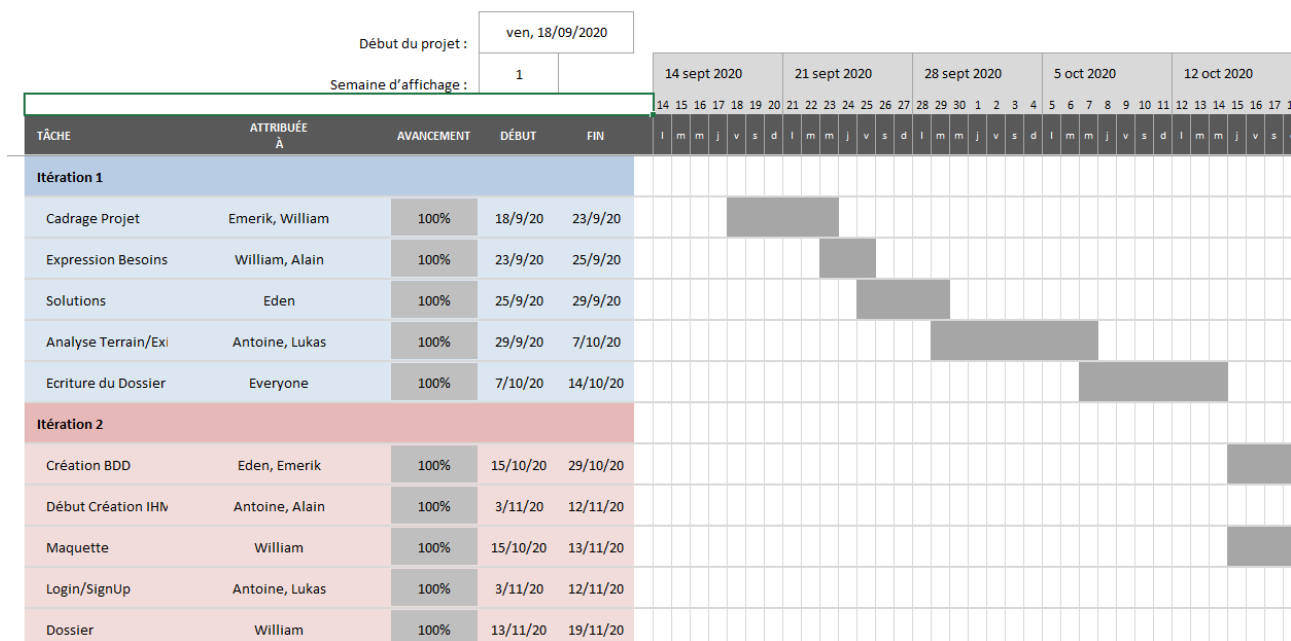 Début du projet : ven, 18/09/2020
Semaine d'affichage : 1
14 sept 2020 21 sept 2020 28 sept 2020 5 oct 2020 12 oct 2020
14 15 16 17 18 19 20 21 22 23 24 25 26 27 28 29 30 1 2 3 4 5 6 7 8 9 10 11 12 13 14 15 16 17
TÂCHE ATTRIBUÉE À AVANCEMENT DÉBUT FIN l m m j v s d l m m j v s d l m m j v s d l m m j v s d l m m j v s
Itération 1
Cadrage Projet Emerik, William 100% 18/9/20 23/9/20
Expression Besoins William, Alain 100% 23/9/20 25/9/20
Solutions Eden 100% 25/9/20 29/9/20
Analyse Terrain/Exi Antoine, Lukas 100% 29/9/20 7/10/20
Ecriture du Dossier Everyone 100% 7/10/20 14/10/20
Itération 2
Création BDD Eden, Emerik 100% 15/10/20 29/10/20
Début Création IHM Antoine, Alain 100% 3/11/20 12/11/20
Maquette William 100% 15/10/20 13/11/20
Login/SignUp Antoine, Lukas 100% 3/11/20 12/11/20
Dossier William 100% 13/11/20 19/11/20